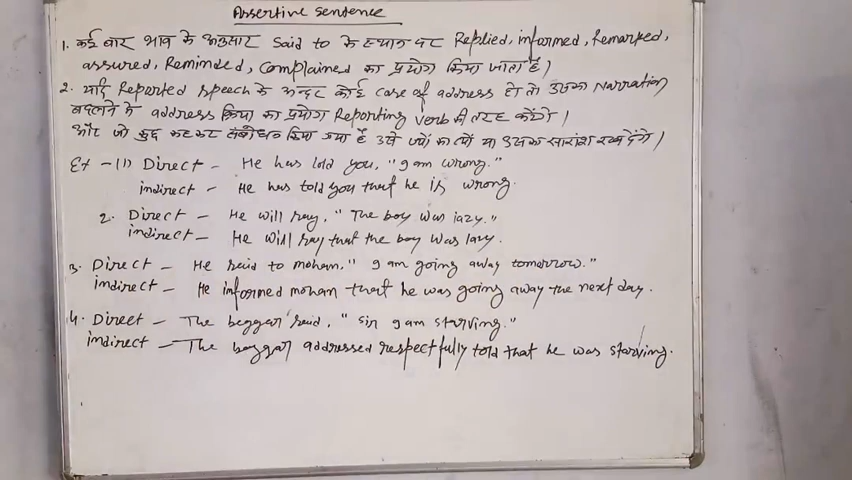 Assertive Sentence
1. कई बार भाव के अनुसार Said to के स्थान पर Replied, informed, Remarked,
assured, Reminded, Complained का प्रयोग किया जाता है।
2. यदि Reported speech के अन्दर कोई case of address हो तो उसका Narration
बदलने में address क्रिया का प्रयोग Reporting verb की तरह करेंगे।
और जो कुछ कहकर संबोधित किया गया है उसे ज्यों का त्यों या उसका सारांश रख देंगे।
Ex - (1) Direct - He has told you, "I am wrong."
indirect - He has told you that he is wrong.
2. Direct - He will say, "The boy was lazy."
indirect - He will say that the boy was lazy.
3. Direct - He said to mohan, "I am going away tomorrow."
indirect - He informed mohan that he was going away the next day.
4. Direct - The beggar said, "Sir I am starving."
indirect - The beggar addressed respectfully told that he was starving.